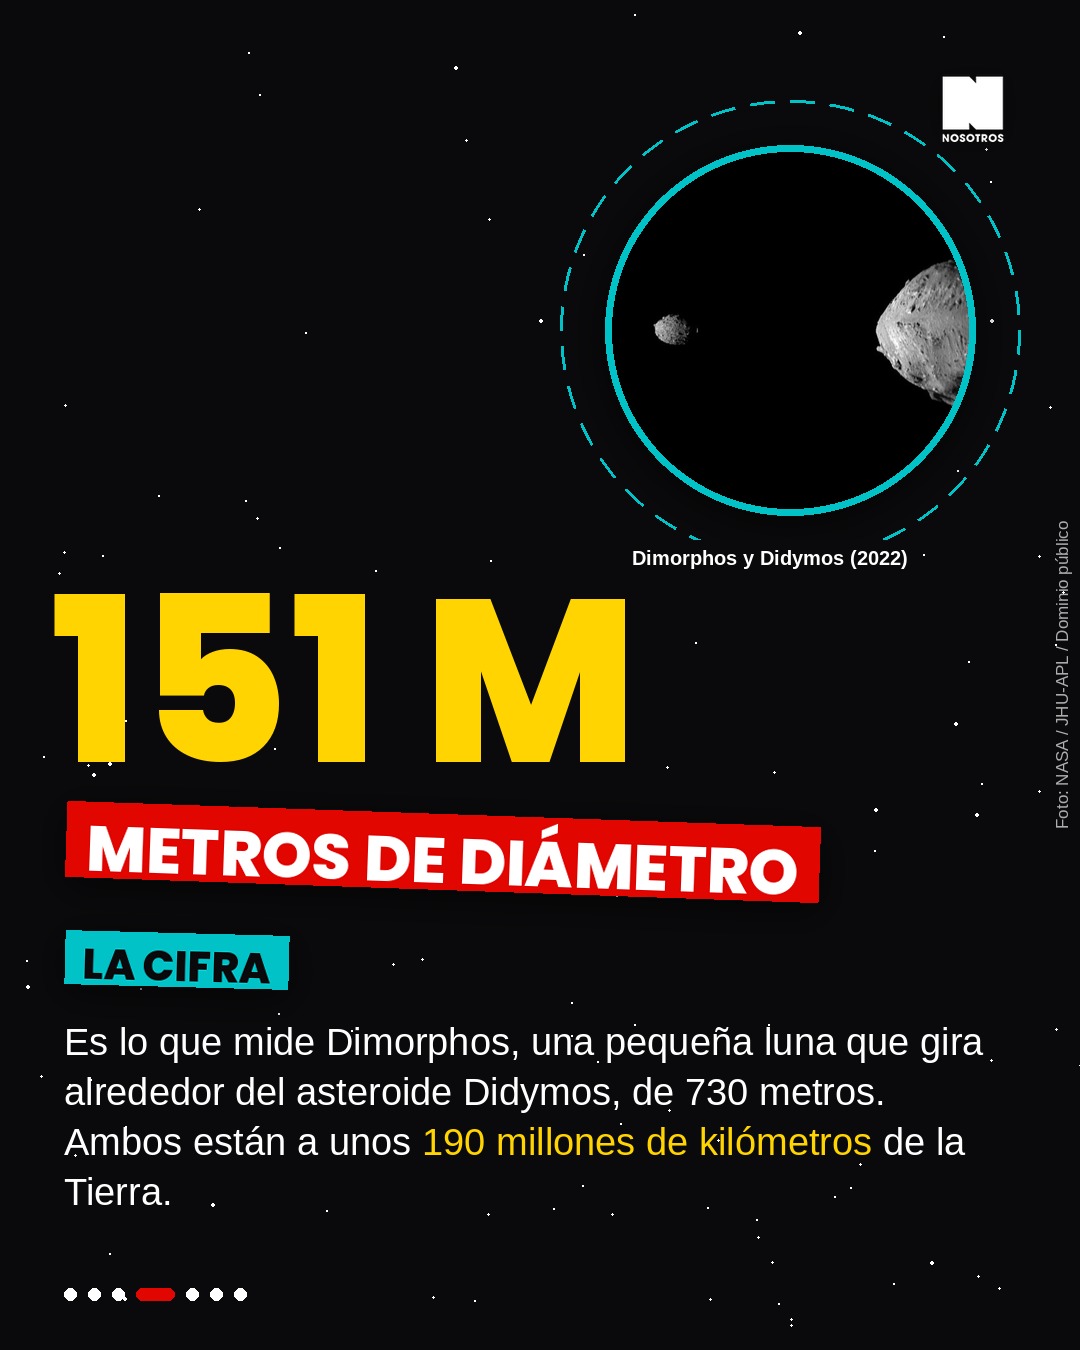 N
NOSOTROS
Dimorphos y Didymos (2022)
Foto: NASA / JHU-APL / Dominio público
151 M
METROS DE DIÁMETRO
LA CIFRA
Es lo que mide Dimorphos, una pequeña luna que gira
alrededor del asteroide Didymos, de 730 metros.
Ambos están a unos 190 millones de kilómetros de la
Tierra.